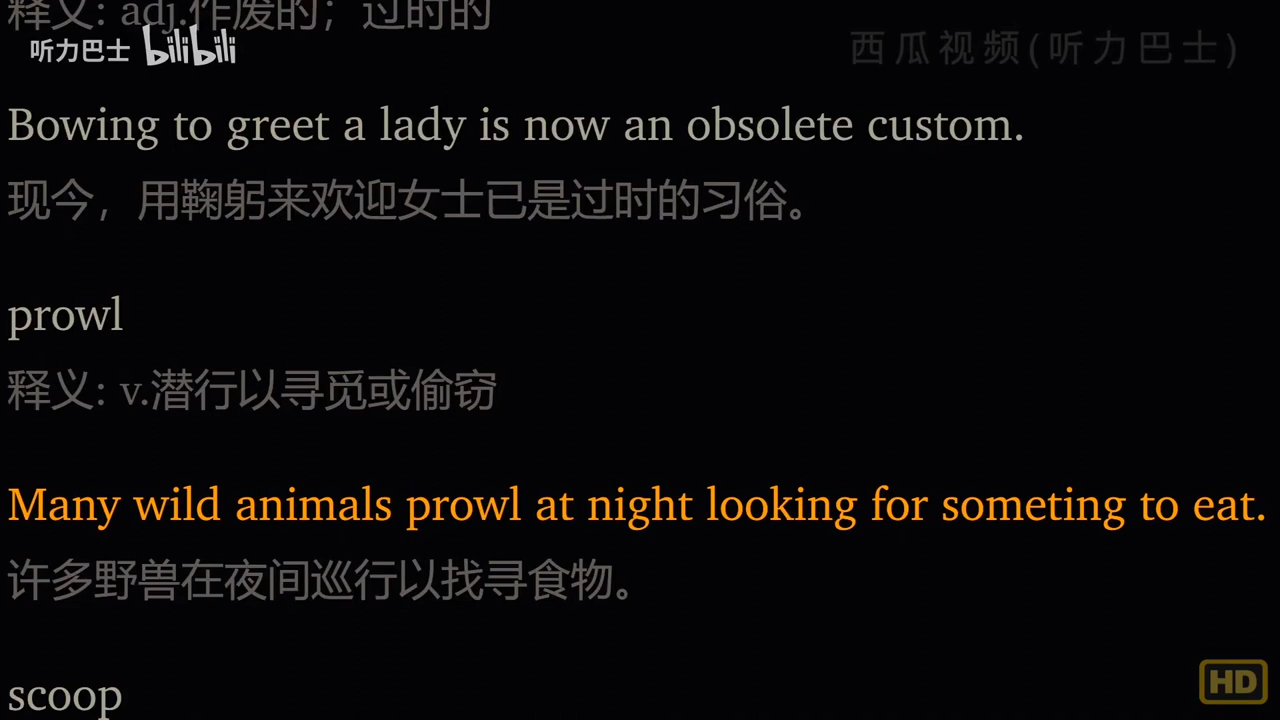 释义: adj.作废的；过时的
听力巴士 bilibili
西瓜视频(听力巴士)
Bowing to greet a lady is now an obsolete custom.
现今，用鞠躬来欢迎女士已是过时的习俗。
prowl
释义: v.潜行以寻觅或偷窃
Many wild animals prowl at night looking for someting to eat.
许多野兽在夜间巡行以找寻食物。
scoop
HD